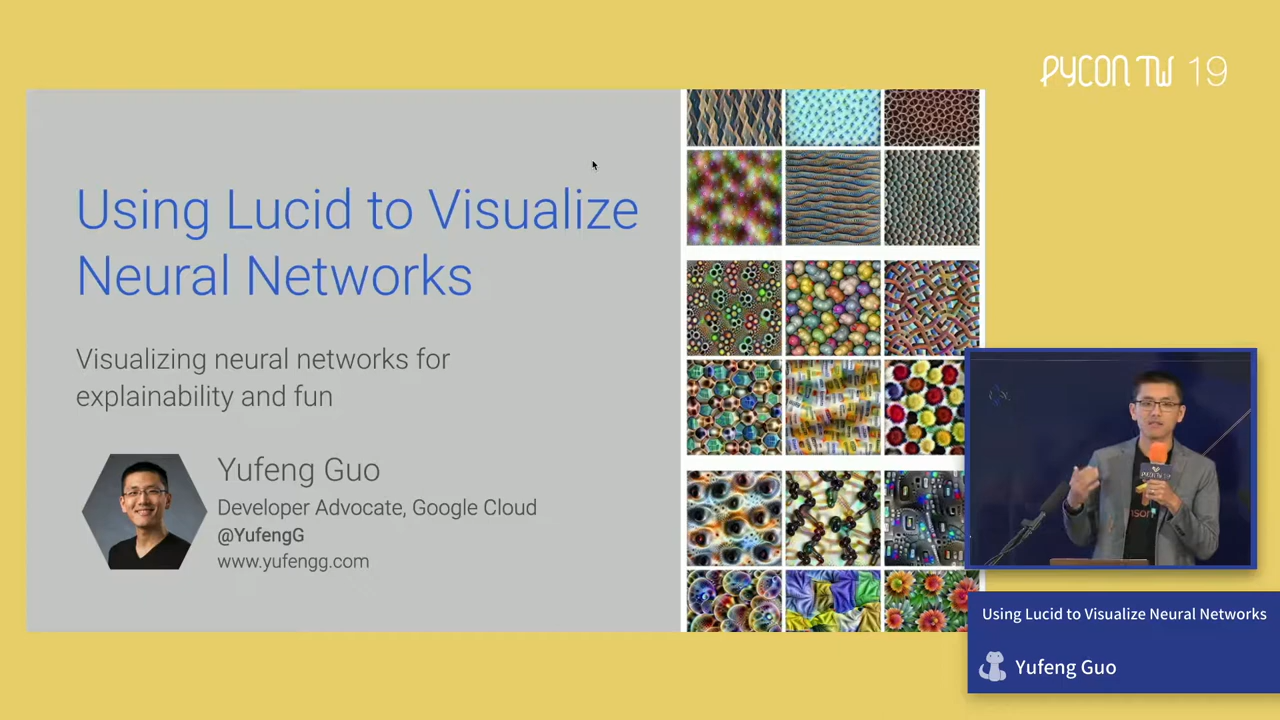 PYCON TW 19
Using Lucid to Visualize
Neural Networks
Visualizing neural networks for
explainability and fun
Yufeng Guo
Developer Advocate, Google Cloud
@YufengG
www.yufengg.com
Using Lucid to Visualize Neural Networks
Yufeng Guo